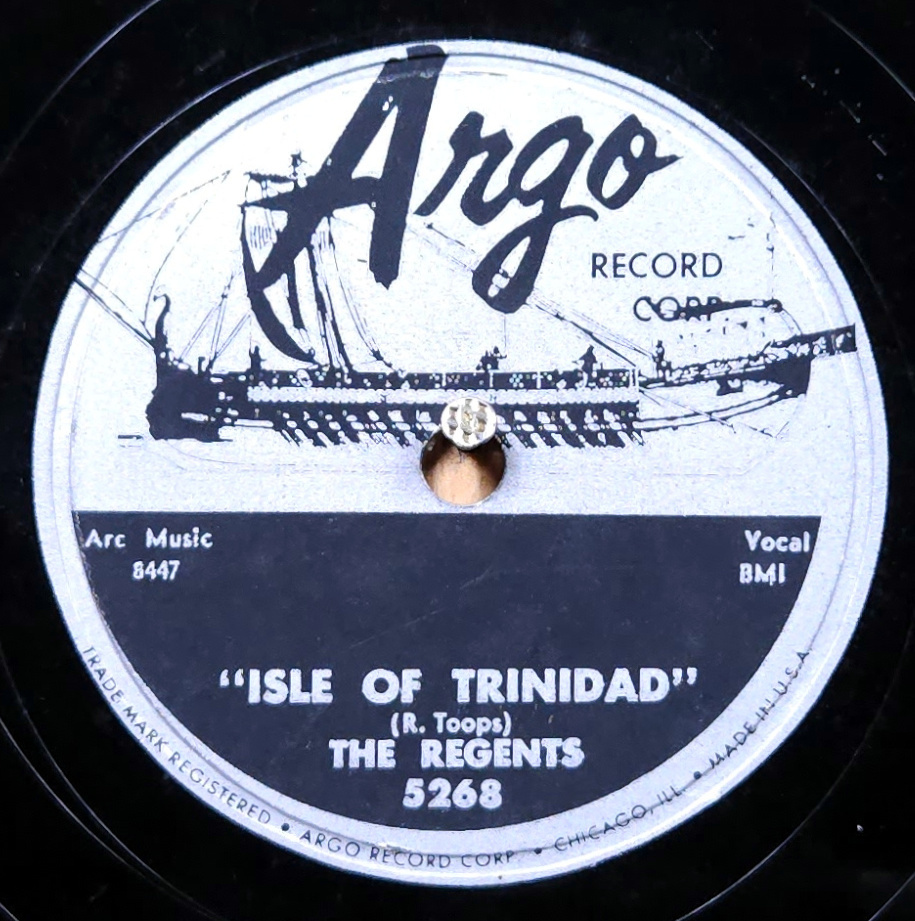 Argo
RECORD
CORP
Arc Music
8447
Vocal
BMI
"ISLE OF TRINIDAD"
(R. Toops)
THE REGENTS
5268
TRADE MARK REGISTERED • ARGO RECORD CORP. • CHICAGO, ILL. • MADE IN U.S.A.